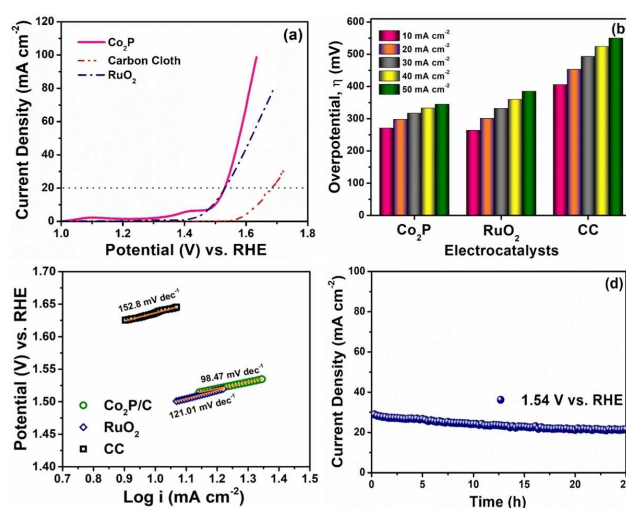 (a)
Current Density (mA cm⁻²)
120
100
80
60
40
20
0
Co₂P
Carbon Cloth
RuO₂
1.0 1.2 1.4 1.6 1.8
Potential (V) vs. RHE
(b)
Overpotential, η (mV)
600
500
400
300
200
100
0
10 mA cm⁻²
20 mA cm⁻²
30 mA cm⁻²
40 mA cm⁻²
50 mA cm⁻²
Co₂P RuO₂ CC
Electrocatalysts
Potential (V) vs. RHE
1.70
1.65
1.60
1.55
1.50
1.45
1.40
152.8 mV dec⁻¹
98.47 mV dec⁻¹
121.01 mV dec⁻¹
Co₂P/C
RuO₂
CC
0.7 0.8 0.9 1.0 1.1 1.2 1.3 1.4 1.5
Log i (mA cm⁻²)
(d)
Current Density (mA cm⁻²)
100
80
60
40
20
0
1.54 V vs. RHE
0 5 10 15 20 25
Time (h)